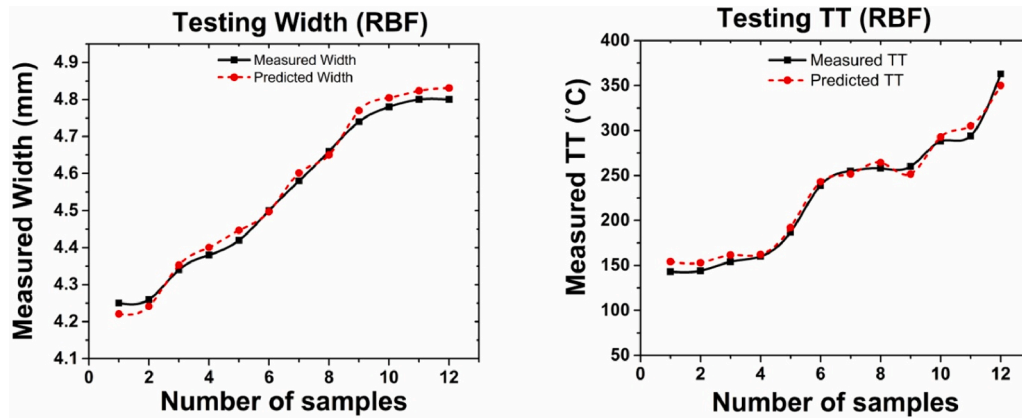 Testing Width (RBF)
Measured Width
Predicted Width
Measured Width (mm)
4.9
4.8
4.7
4.6
4.5
4.4
4.3
4.2
4.1
0 2 4 6 8 10 12
Number of samples
Testing TT (RBF)
Measured TT
Predicted TT
Measured TT (˚C)
400
350
300
250
200
150
100
50
0 2 4 6 8 10 12
Number of samples